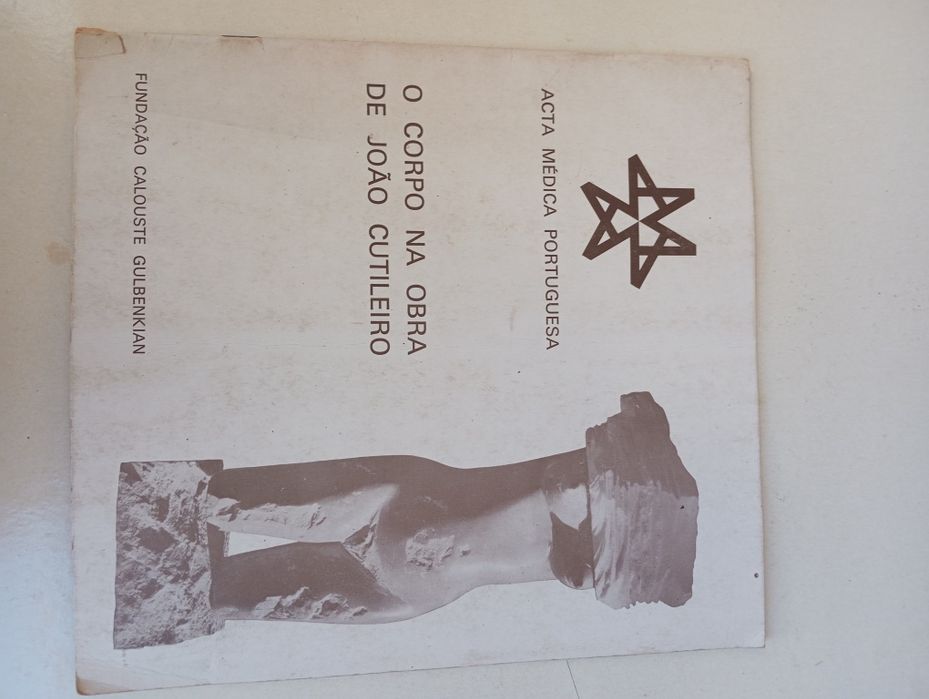 ACTA MÉDICA PORTUGUESA
O CORPO NA OBRA
DE JOÃO CUTILEIRO
FUNDAÇÃO CALOUSTE GULBENKIAN